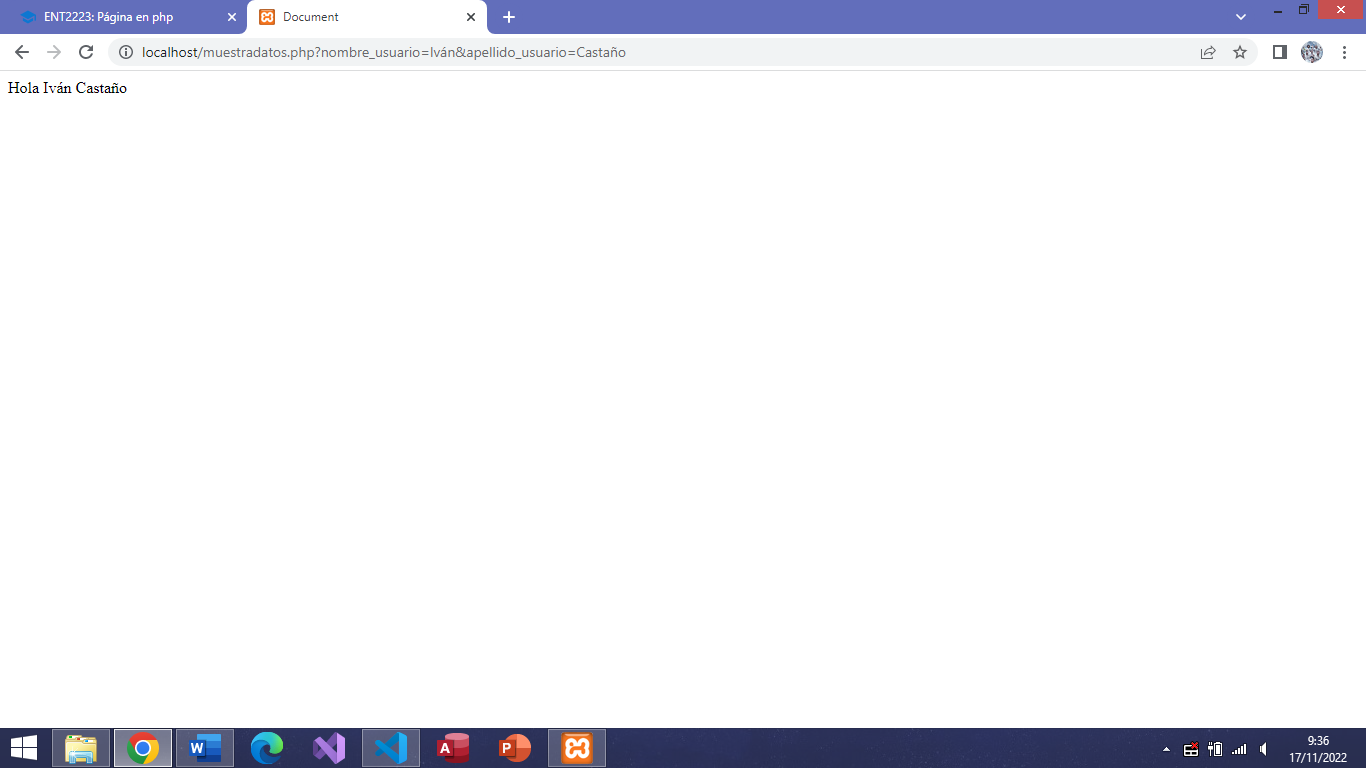 ENT2223: Página en php
Document
localhost/muestradatos.php?nombre_usuario=Iván&apellido_usuario=Castaño
Hola Iván Castaño
W
A
P
9:36
17/11/2022